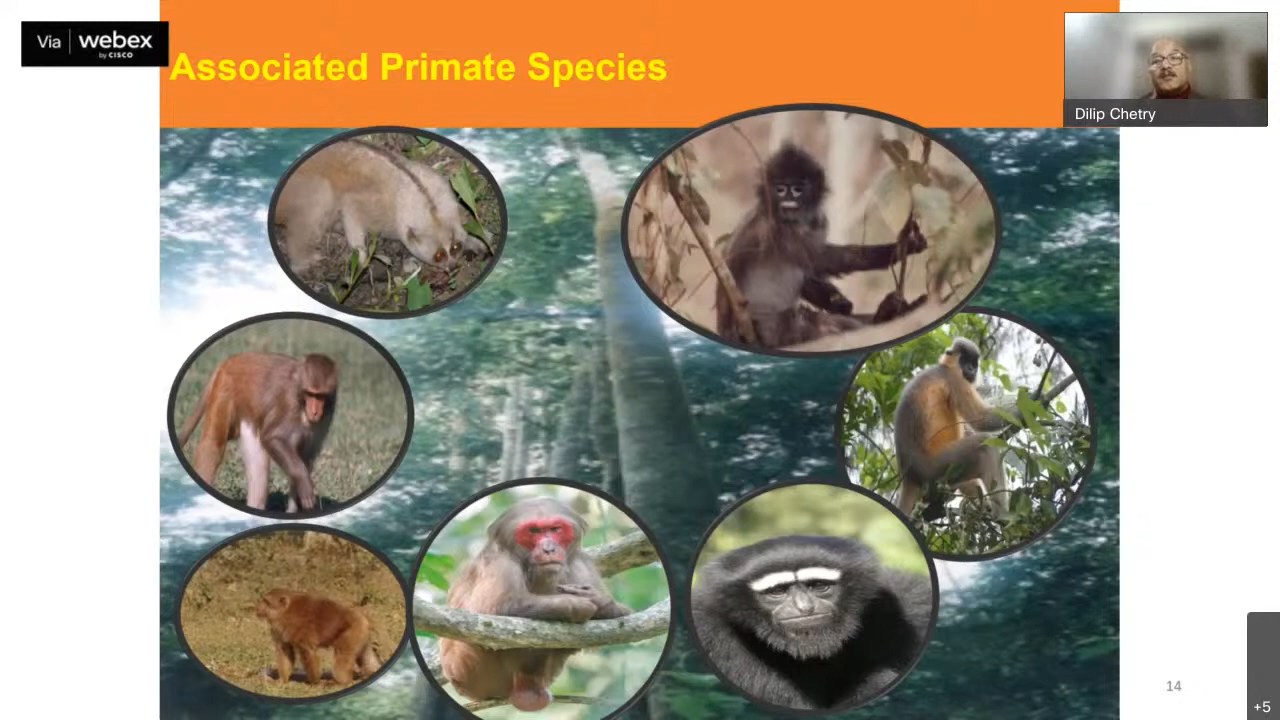 Via webex
by CISCO
Associated Primate Species
Dilip Chetry
14
+5